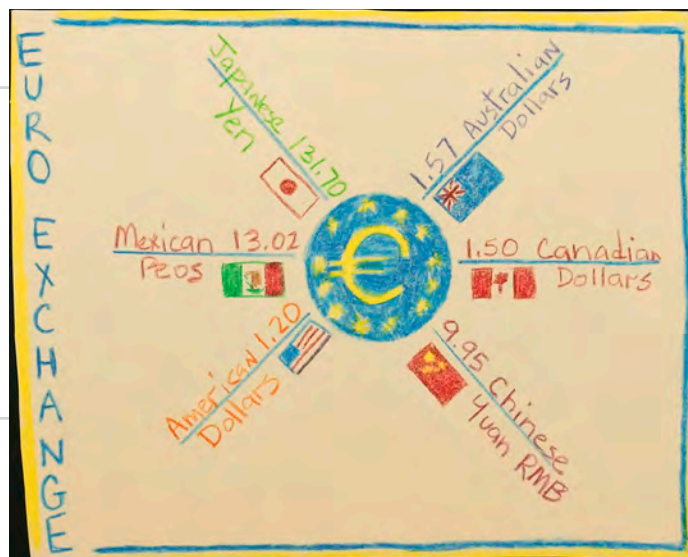 EURO EXCHANGE
Japanese 131.70
Yen
1.57 Australian
Dollars
Mexican 13.02
Peos
€
1.50 Canadian
Dollars
American 1.20
Dollars
9.95 Chinese
Yuan RMB